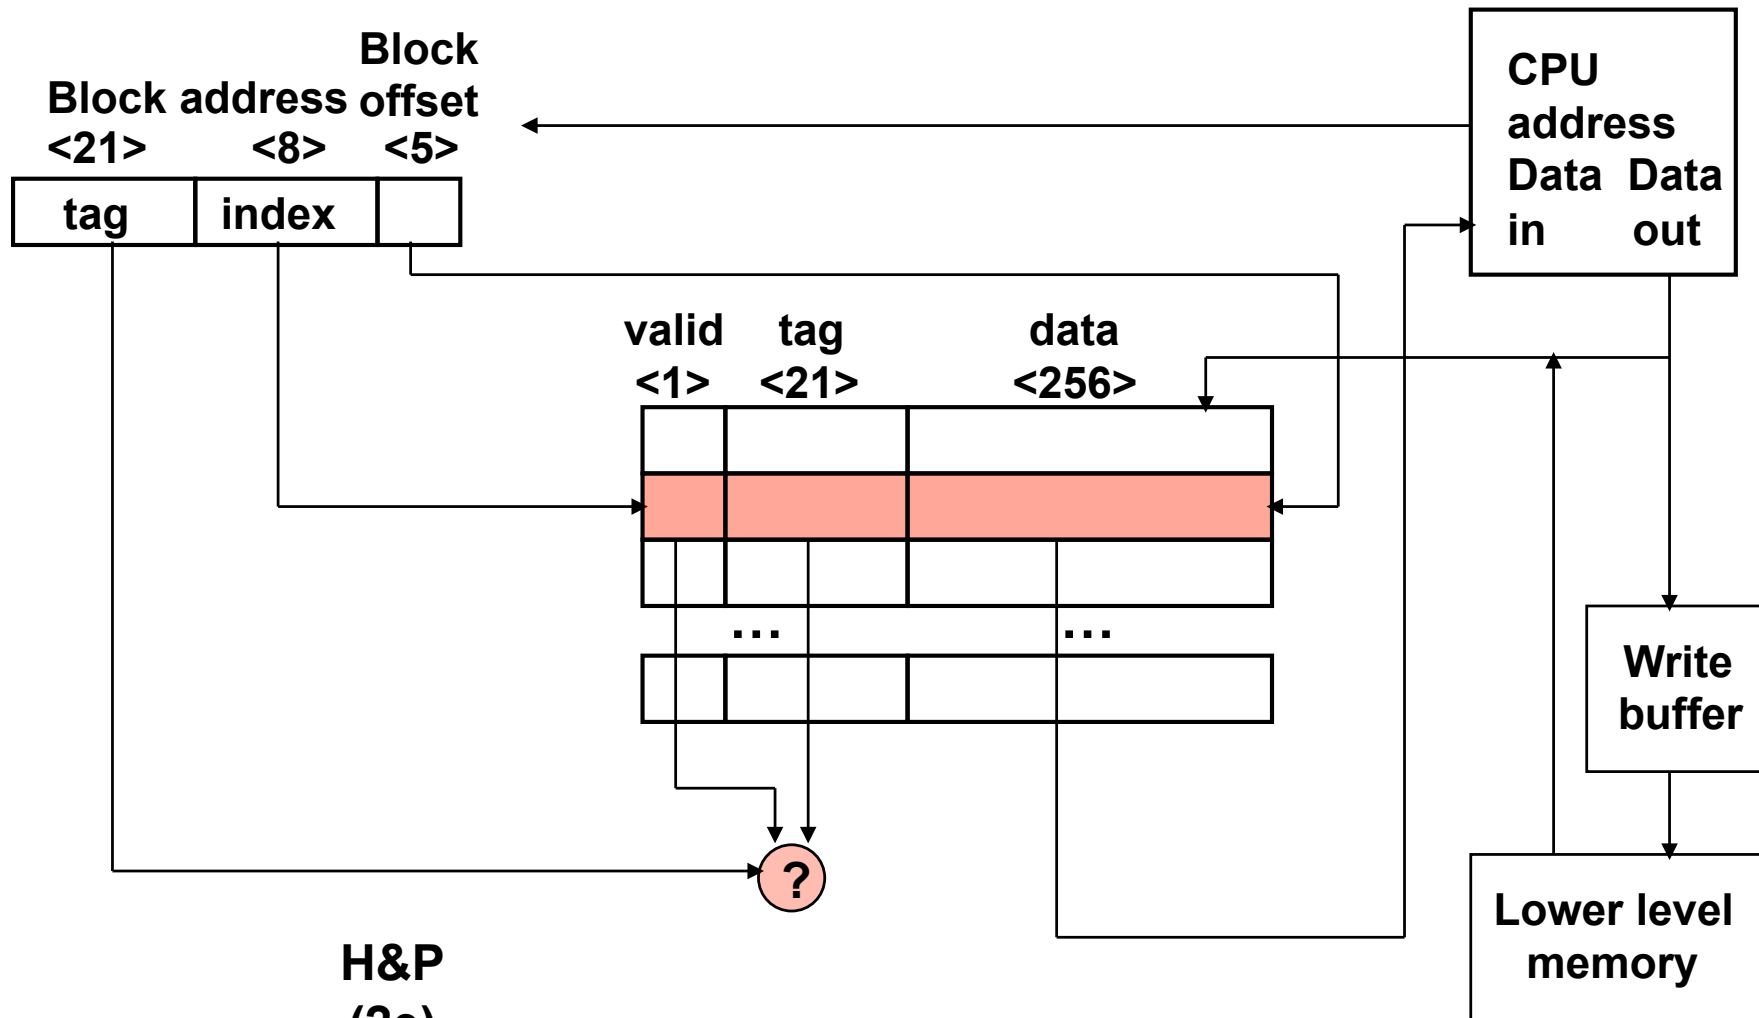 Block
Block address offset
<21> <8> <5>
tag index
CPU
address
Data Data
in out
valid tag data
<1> <21> <256>
... ...
?
Write
buffer
Lower level
memory
H&P
(2e)